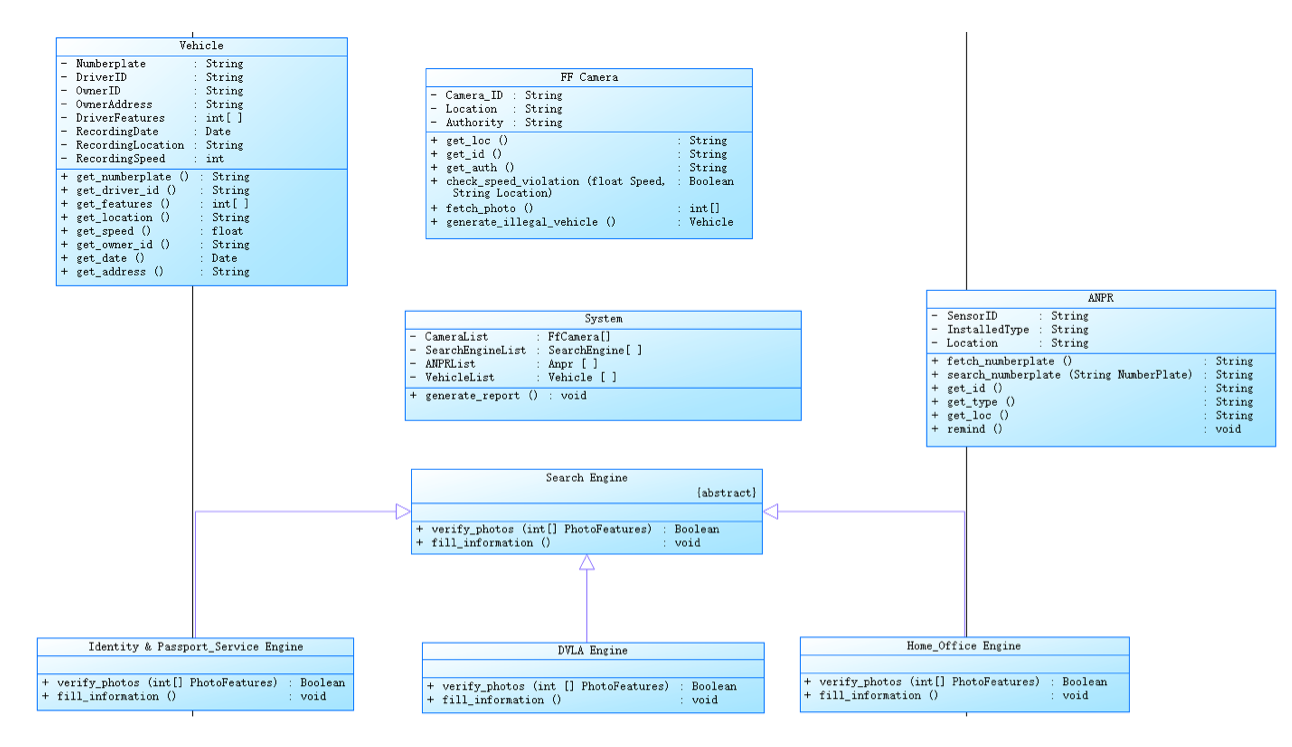 Vehicle
- Numberplate : String
- DriverID : String
- OwnerID : String
- OwnerAddress : String
- DriverFeatures : int[ ]
- RecordingDate : Date
- RecordingLocation : String
- RecordingSpeed : int
+ get_numberplate () : String
+ get_driver_id () : String
+ get_features () : int[ ]
+ get_location () : String
+ get_speed () : float
+ get_owner_id () : String
+ get_date () : Date
+ get_address () : String
FF Camera
- Camera_ID : String
- Location : String
- Authority : String
+ get_loc () : String
+ get_id () : String
+ get_auth () : String
+ check_speed_violation (float Speed, : Boolean
String Location)
+ fetch_photo () : int[]
+ generate_illegal_vehicle () : Vehicle
System
- CameraList : FfCamera[]
- SearchEngineList : SearchEngine[ ]
- ANPRList : Anpr [ ]
- VehicleList : Vehicle [ ]
+ generate_report () : void
ANPR
- SensorID : String
- InstalledType : String
- Location : String
+ fetch_numberplate () : String
+ search_numberplate (String NumberPlate) : String
+ get_id () : String
+ get_type () : String
+ get_loc () : String
+ remind () : void
Search Engine
{abstract}
+ verify_photos (int[] PhotoFeatures) : Boolean
+ fill_information () : void
Identity & Passport_Service Engine
+ verify_photos (int[] PhotoFeatures) : Boolean
+ fill_information () : void
DVLA Engine
+ verify_photos (int [] PhotoFeatures) : Boolean
+ fill_information () : void
Home_Office Engine
+ verify_photos (int[] PhotoFeatures) : Boolean
+ fill_information () : void